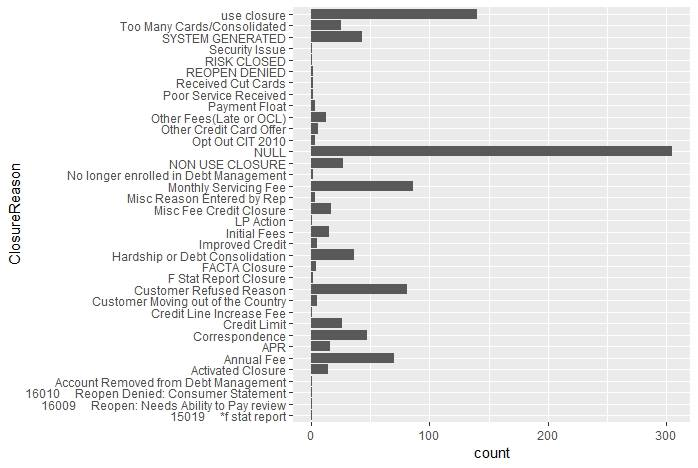 use closure
Too Many Cards/Consolidated
SYSTEM GENERATED
Security Issue
RISK CLOSED
REOPEN DENIED
Received Cut Cards
Poor Service Received
Payment Float
Other Fees(Late or OCL)
Other Credit Card Offer
Opt Out CIT 2010
NULL
NON USE CLOSURE
No longer enrolled in Debt Management
Monthly Servicing Fee
Misc Reason Entered by Rep
Misc Fee Credit Closure
LP Action
Initial Fees
Improved Credit
Hardship or Debt Consolidation
FACTA Closure
F Stat Report Closure
Customer Refused Reason
Customer Moving out of the Country
Credit Line Increase Fee
Credit Limit
Correspondence
APR
Annual Fee
Activated Closure
Account Removed from Debt Management
16010 Reopen Denied: Consumer Statement
16009 Reopen: Needs Ability to Pay review
15019 *f stat report
ClosureReason
0 100 200 300
count